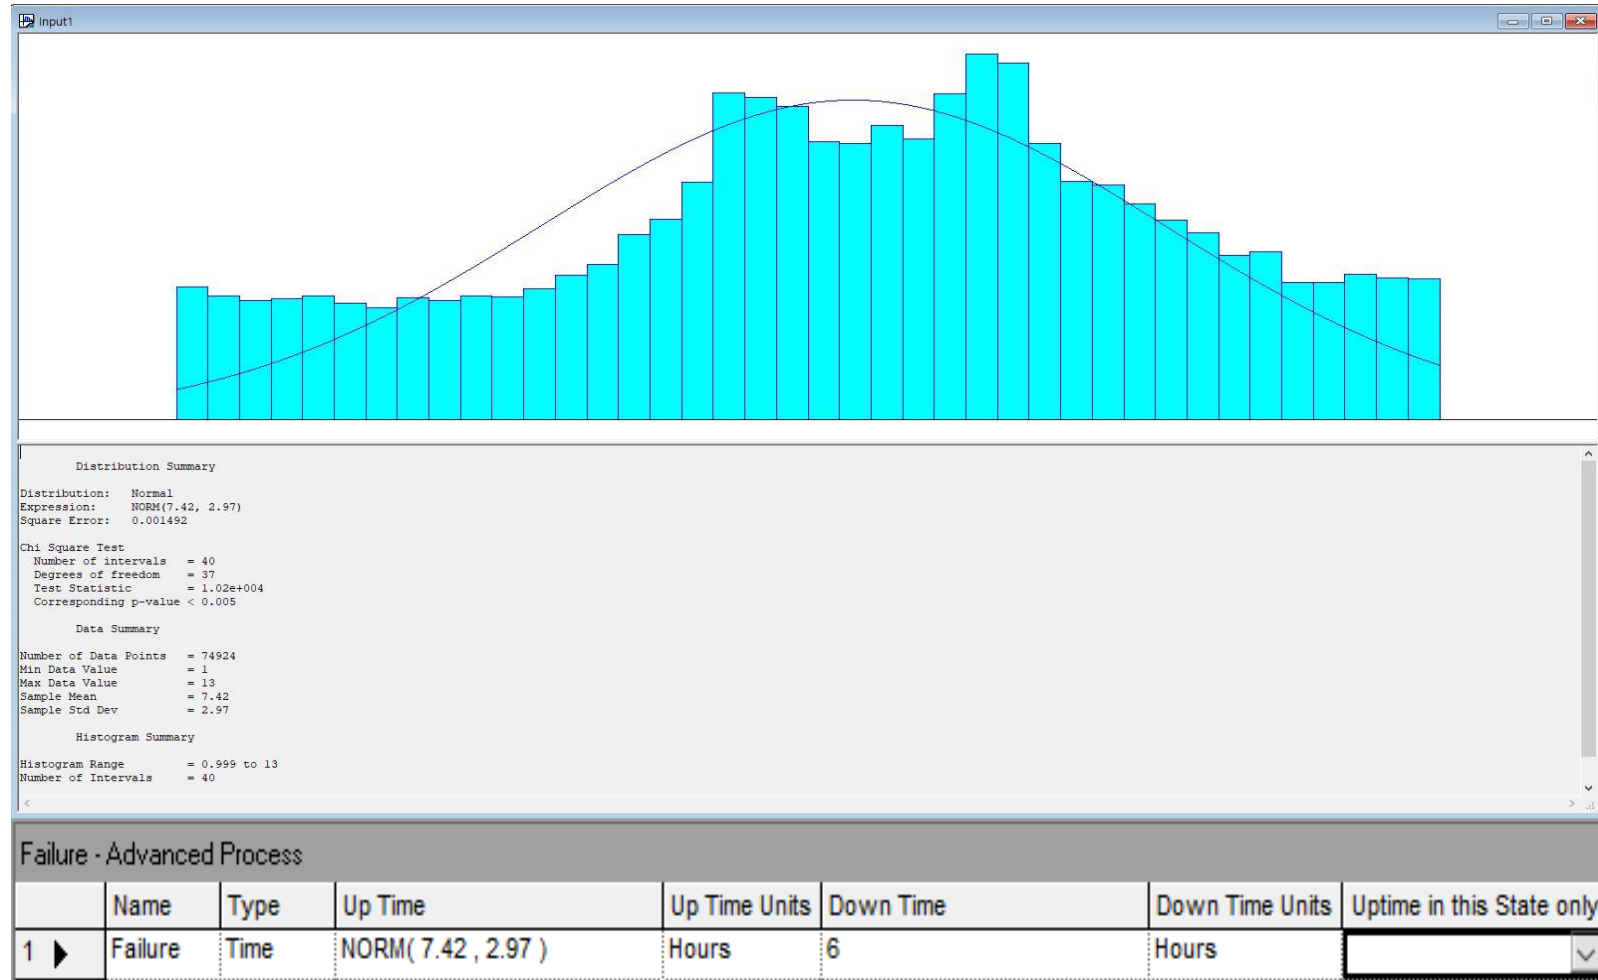 Input1
Distribution Summary
Distribution: Normal
Expression: NORM(7.42, 2.97)
Square Error: 0.001492
Chi Square Test
Number of intervals = 40
Degrees of freedom = 37
Test Statistic = 1.02e+004
Corresponding p-value < 0.005
Data Summary
Number of Data Points = 74924
Min Data Value = 1
Max Data Value = 13
Sample Mean = 7.42
Sample Std Dev = 2.97
Histogram Summary
Histogram Range = 0.999 to 13
Number of Intervals = 40
Failure - Advanced Process
Name Type Up Time Up Time Units Down Time Down Time Units Uptime in this State only
1 Failure Time NORM( 7.42 , 2.97 ) Hours 6 Hours